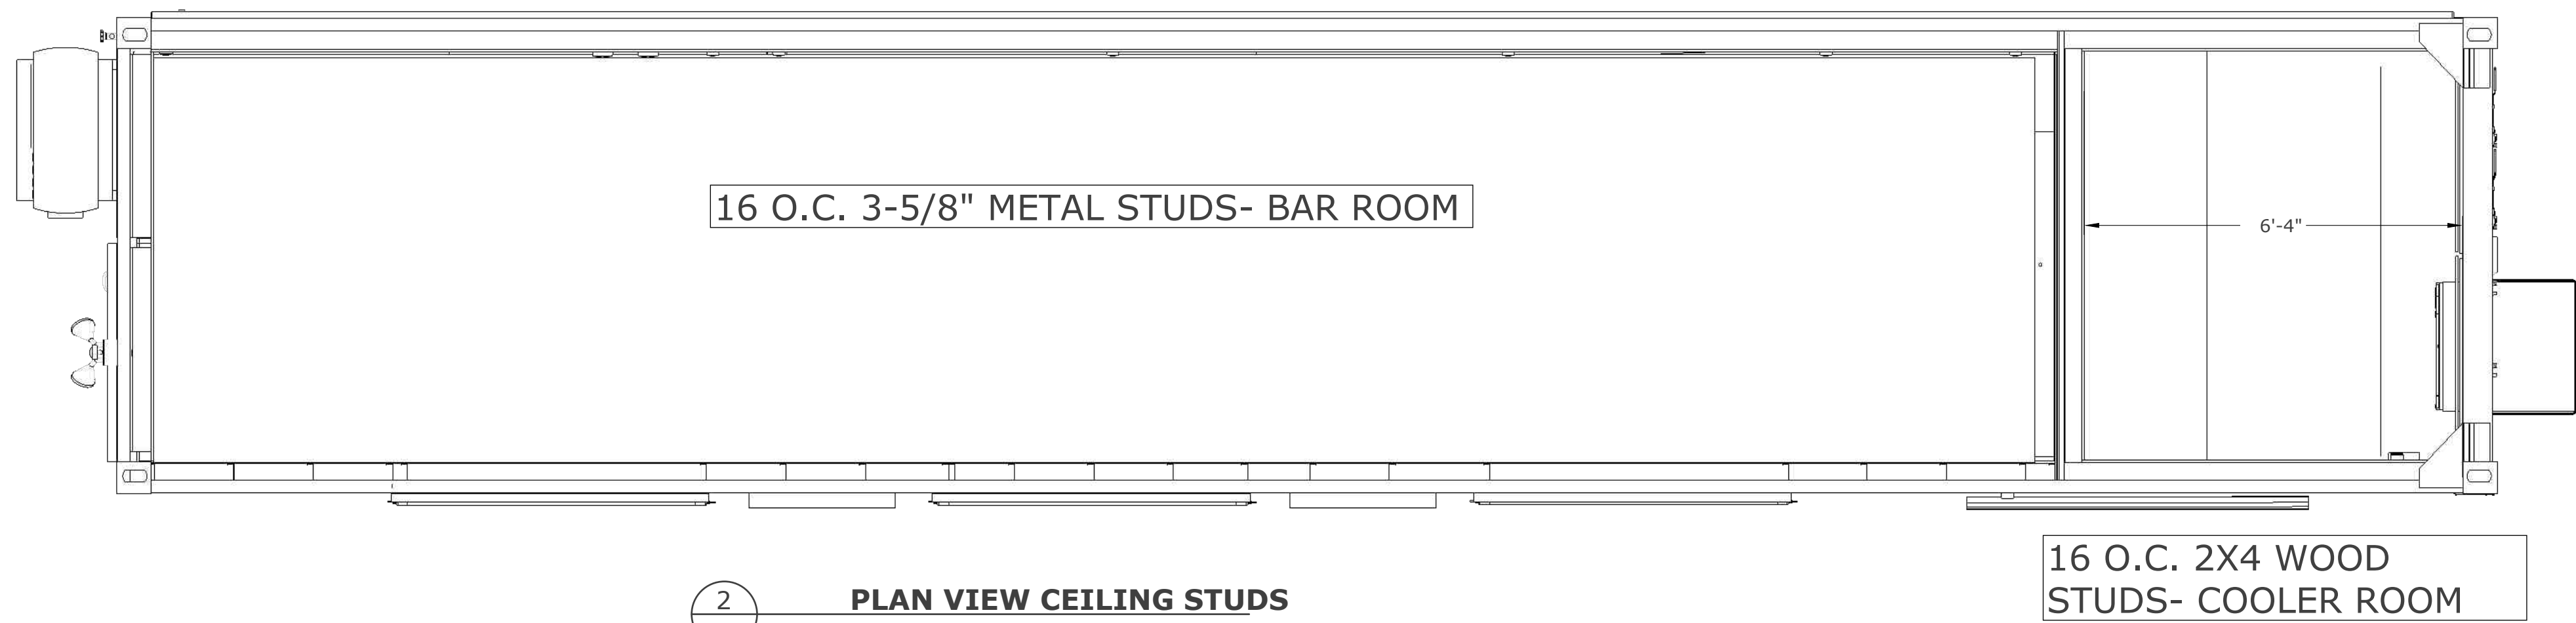 16 O.C. 3-5/8" METAL STUDS- BAR ROOM
6'-4"
16 O.C. 2X4 WOOD
STUDS- COOLER ROOM
2
PLAN VIEW CEILING STUDS